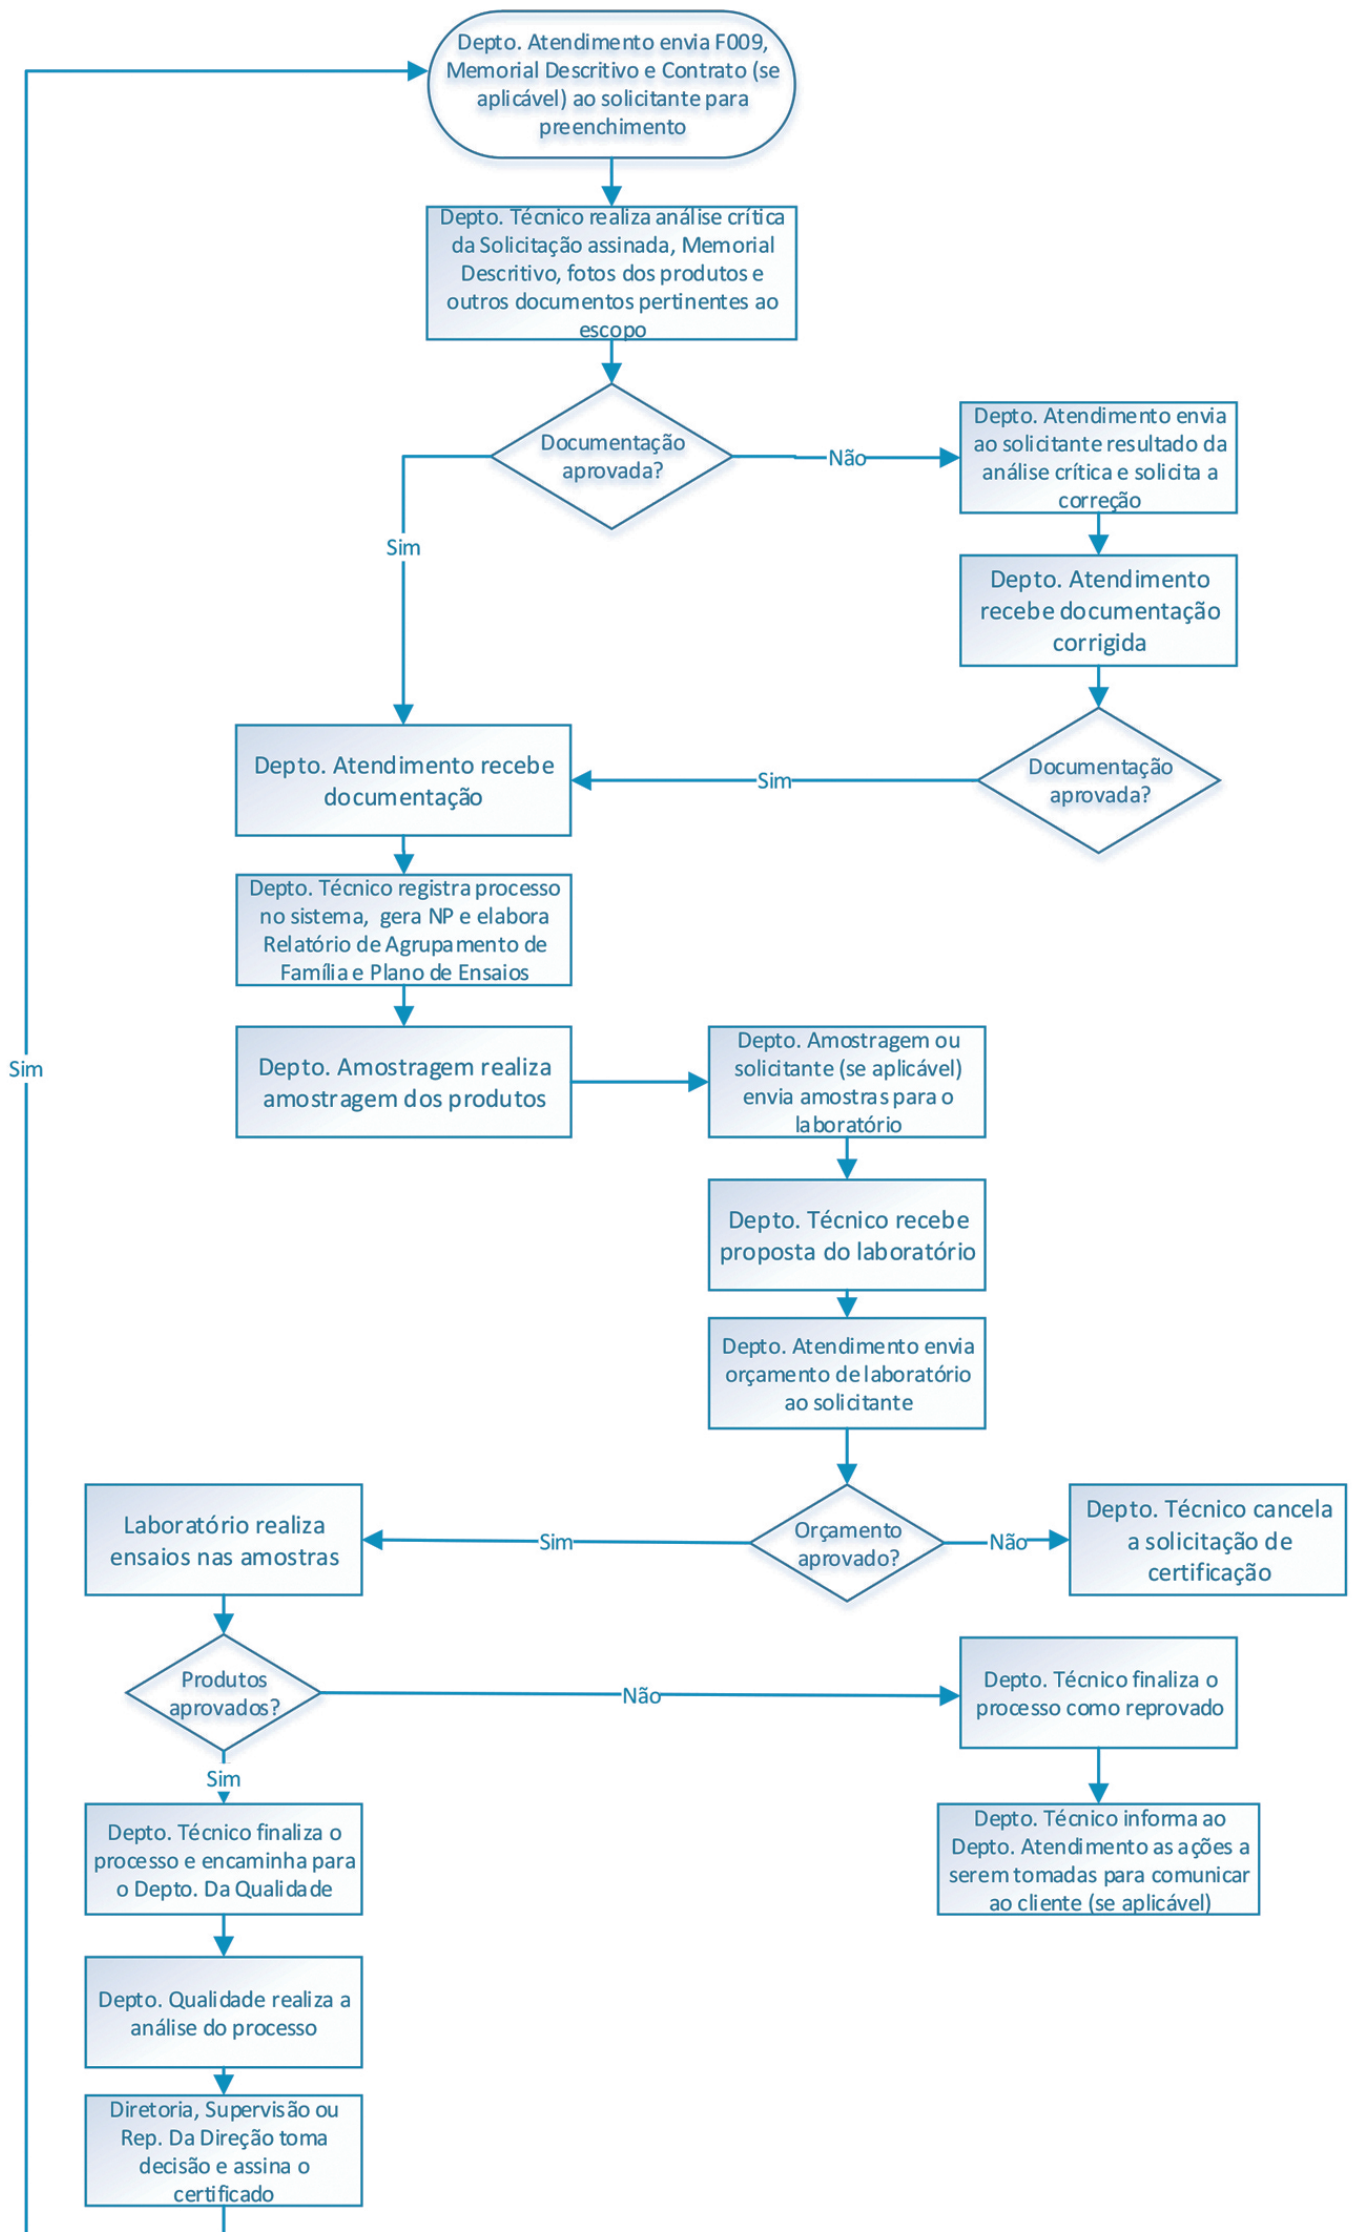 Depto. Atendimento envia F009,
Memorial Descritivo e Contrato (se
aplicável) ao solicitante para
preenchimento
Depto. Técnico realiza análise crítica
da Solicitação assinada, Memorial
Descritivo, fotos dos produtos e
outros documentos pertinentes ao
escopo
Documentação
aprovada?
Não
Depto. Atendimento envia
ao solicitante resultado da
análise crítica e solicita a
correção
Sim
Depto. Atendimento
recebe documentação
corrigida
Documentação
aprovada?
Sim
Depto. Atendimento recebe
documentação
Depto. Técnico registra processo
no sistema, gera NP e elabora
Relatório de Agrupamento de
Família e Plano de Ensaios
Sim
Depto. Amostragem realiza
amostragem dos produtos
Depto. Amostragem ou
solicitante (se aplicável)
envia amostras para o
laboratório
Depto. Técnico recebe
proposta do laboratório
Depto. Atendimento envia
orçamento de laboratório
ao solicitante
Orçamento
aprovado?
Não
Depto. Técnico cancela
a solicitação de
certificação
Sim
Laboratório realiza
ensaios nas amostras
Produtos
aprovados?
Não
Depto. Técnico finaliza o
processo como reprovado
Depto. Técnico informa ao
Depto. Atendimento as ações a
serem tomadas para comunicar
ao cliente (se aplicável)
Sim
Depto. Técnico finaliza o
processo e encaminha para
o Depto. Da Qualidade
Depto. Qualidade realiza a
análise do processo
Diretoria, Supervisão ou
Rep. Da Direção toma
decisão e assina o
certificado